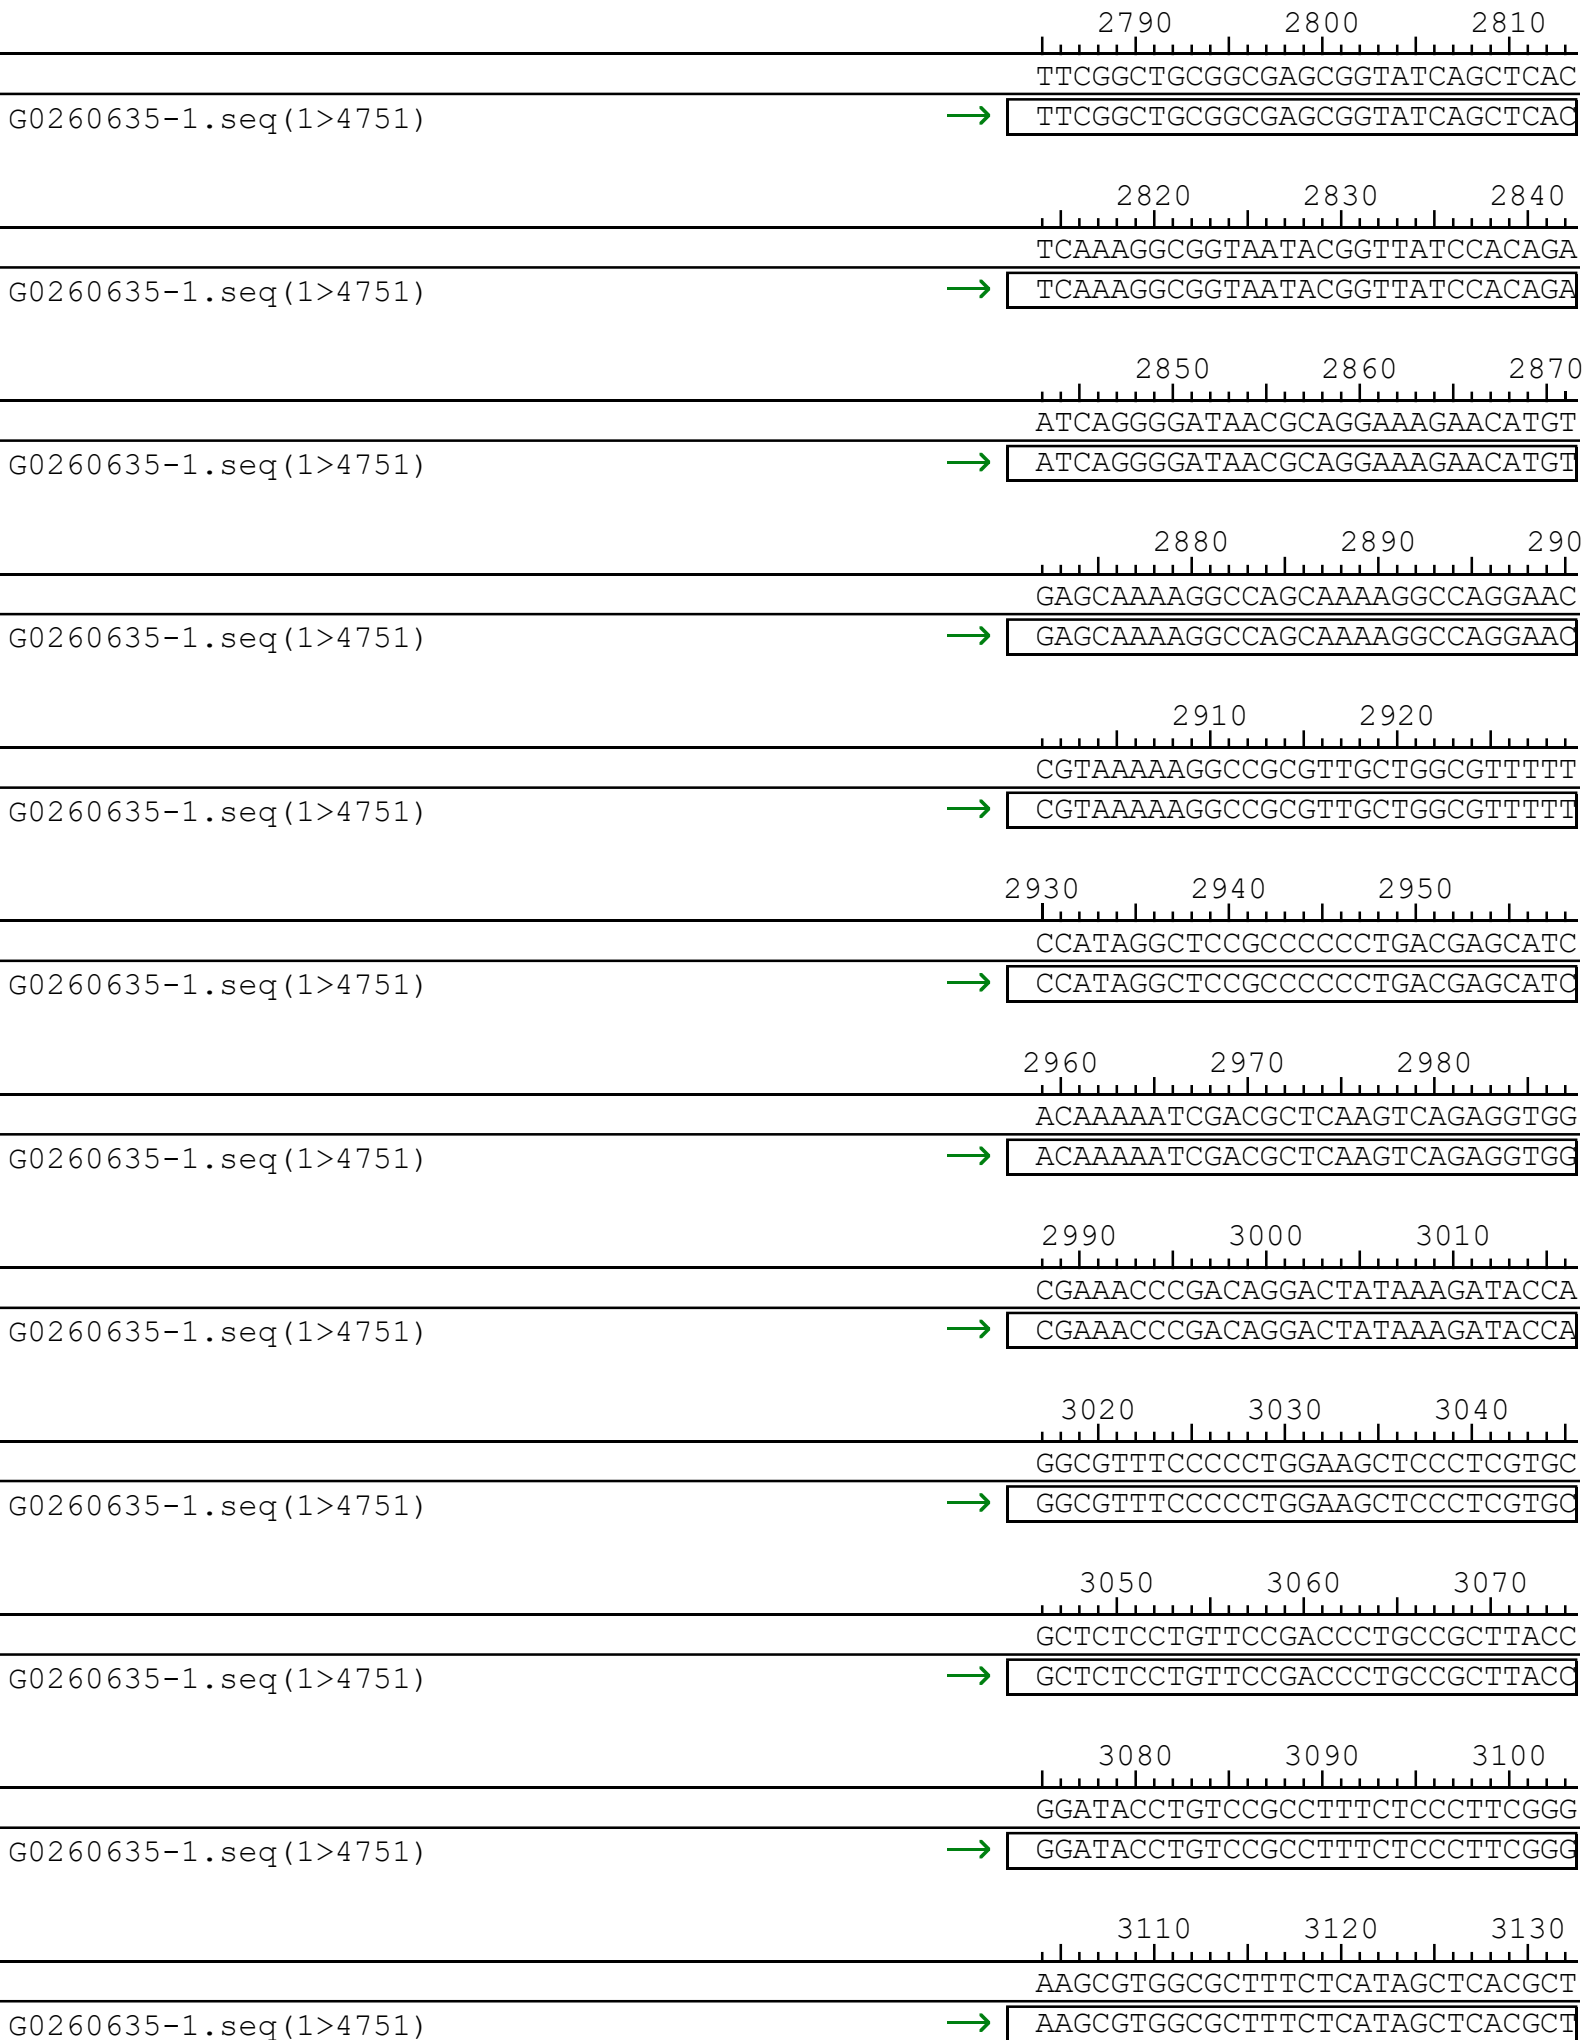 2790 2800 2810
TTCGGCTGCGGCGAGCGGTATCAGCTCAC
G0260635-1.seq(1>4751) → TTCGGCTGCGGCGAGCGGTATCAGCTCAC
2820 2830 2840
TCAAAGGCGGTAATACGGTTATCCACAGA
G0260635-1.seq(1>4751) → TCAAAGGCGGTAATACGGTTATCCACAGA
2850 2860 2870
ATCAGGGGATAACGCAGGAAAGAACATGT
G0260635-1.seq(1>4751) → ATCAGGGGATAACGCAGGAAAGAACATGT
2880 2890 290
GAGCAAAAGGCCAGCAAAAGGCCAGGAAC
G0260635-1.seq(1>4751) → GAGCAAAAGGCCAGCAAAAGGCCAGGAAC
2910 2920
CGTAAAAAGGCCGCGTTGCTGGCGTTTTT
G0260635-1.seq(1>4751) → CGTAAAAAGGCCGCGTTGCTGGCGTTTTT
2930 2940 2950
CCATAGGCTCCGCCCCCCTGACGAGCATC
G0260635-1.seq(1>4751) → CCATAGGCTCCGCCCCCCTGACGAGCATC
2960 2970 2980
ACAAAAATCGACGCTCAAGTCAGAGGTGG
G0260635-1.seq(1>4751) → ACAAAAATCGACGCTCAAGTCAGAGGTGG
2990 3000 3010
CGAAACCCGACAGGACTATAAAGATACCA
G0260635-1.seq(1>4751) → CGAAACCCGACAGGACTATAAAGATACCA
3020 3030 3040
GGCGTTTCCCCCTGGAAGCTCCCTCGTGC
G0260635-1.seq(1>4751) → GGCGTTTCCCCCTGGAAGCTCCCTCGTGC
3050 3060 3070
GCTCTCCTGTTCCGACCCTGCCGCTTACC
G0260635-1.seq(1>4751) → GCTCTCCTGTTCCGACCCTGCCGCTTACC
3080 3090 3100
GGATACCTGTCCGCCTTTCTCCCTTCGGG
G0260635-1.seq(1>4751) → GGATACCTGTCCGCCTTTCTCCCTTCGGG
3110 3120 3130
AAGCGTGGCGCTTTCTCATAGCTCACGCT
G0260635-1.seq(1>4751) → AAGCGTGGCGCTTTCTCATAGCTCACGCT